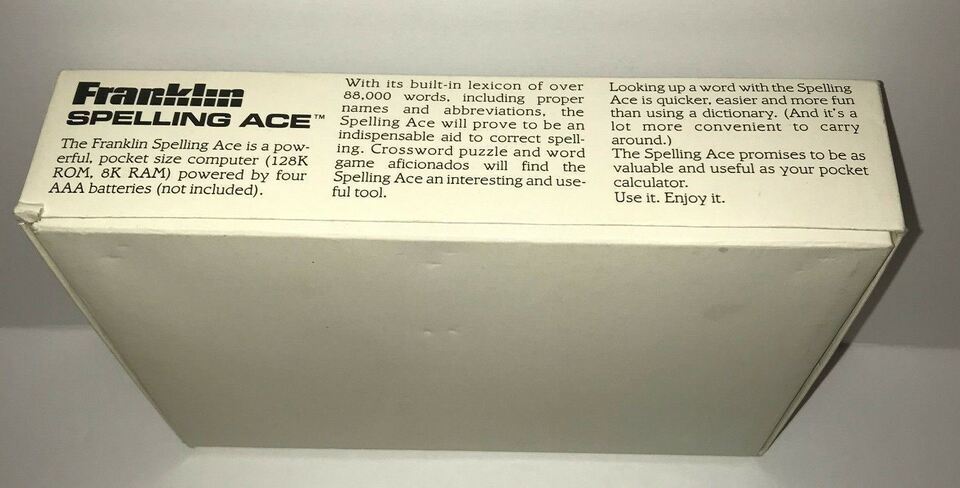 Franklin
SPELLING ACE™
The Franklin Spelling Ace is a pow-
erful, pocket size computer (128K
ROM, 8K RAM) powered by four
AAA batteries (not included).
With its built-in lexicon of over
88,000 words, including proper
names and abbreviations, the
Spelling Ace will prove to be an
indispensable aid to correct spell-
ing. Crossword puzzle and word
game aficionados will find the
Spelling Ace an interesting and use-
ful tool.
Looking up a word with the Spelling
Ace is quicker, easier and more fun
than using a dictionary. (And it's a
lot more convenient to carry
around.)
The Spelling Ace promises to be as
valuable and useful as your pocket
calculator.
Use it. Enjoy it.